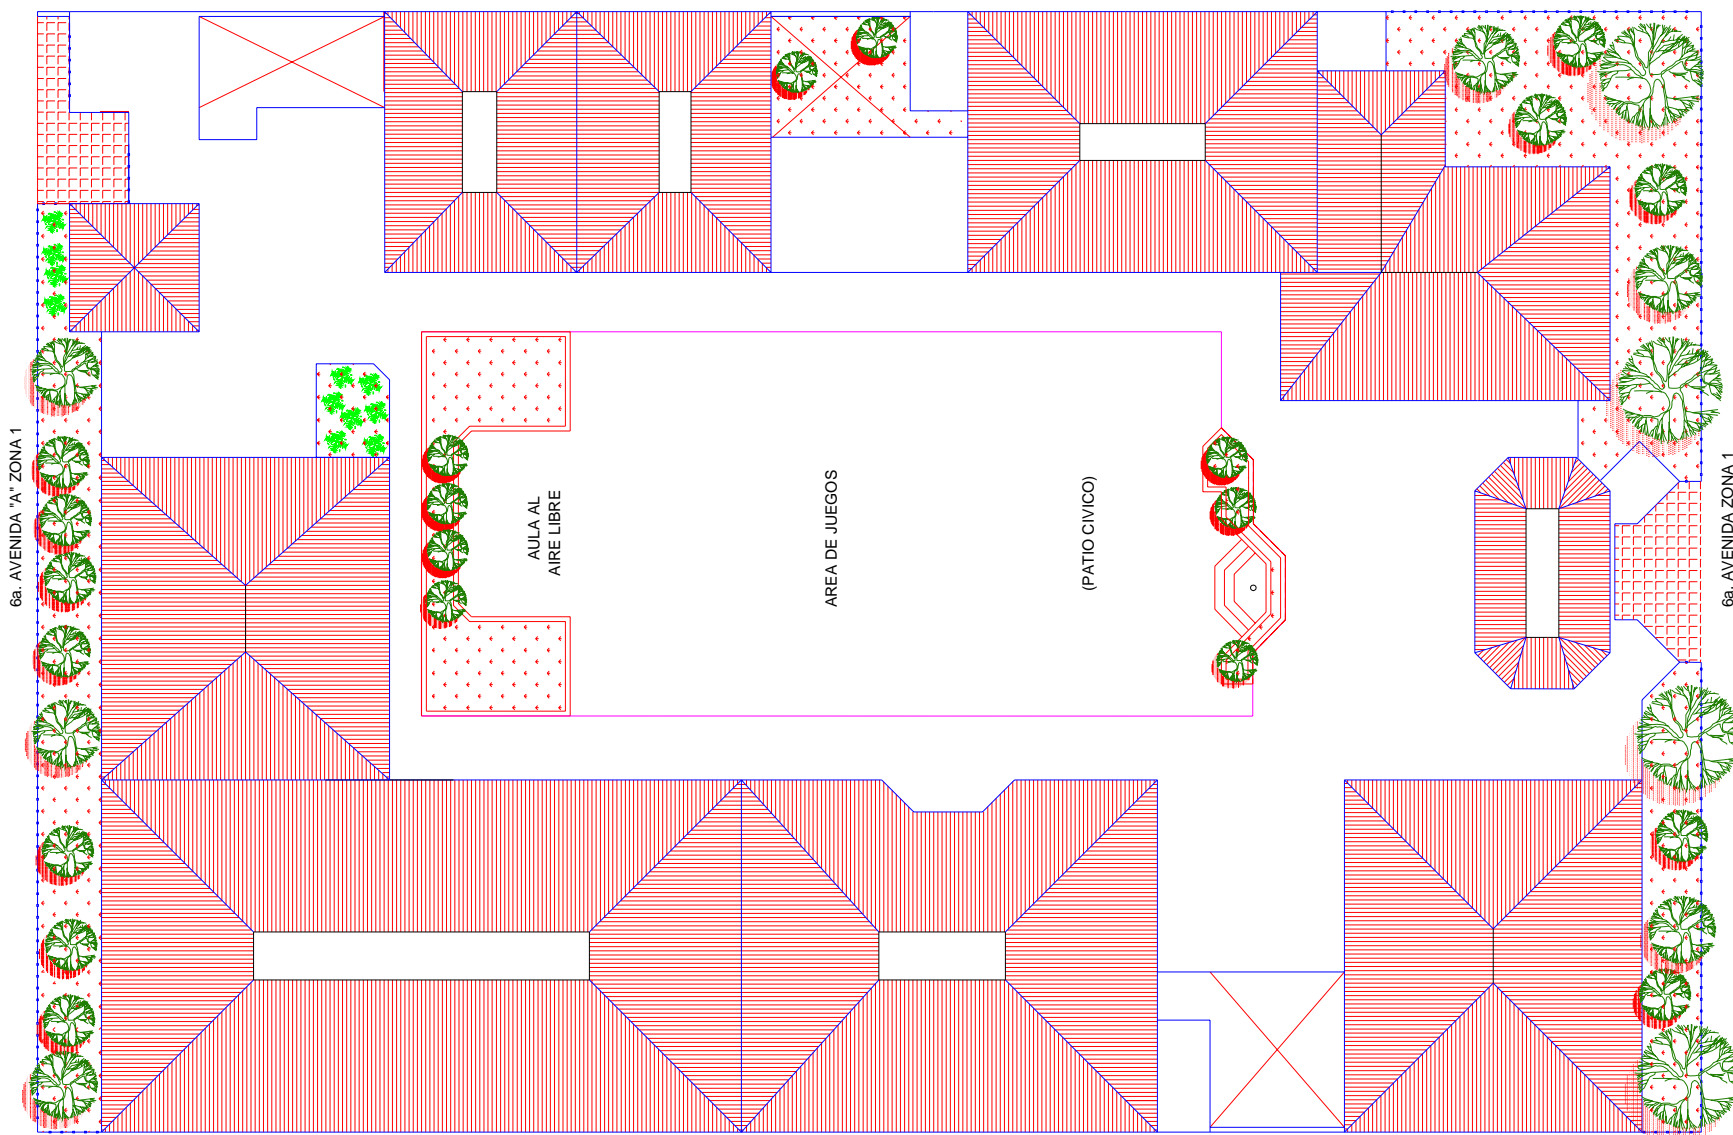 6a. AVENIDA "A" ZONA 1
AULA AL
AIRE LIBRE
AREA DE JUEGOS
(PATIO CIVICO)
6a. AVENIDA ZONA 1